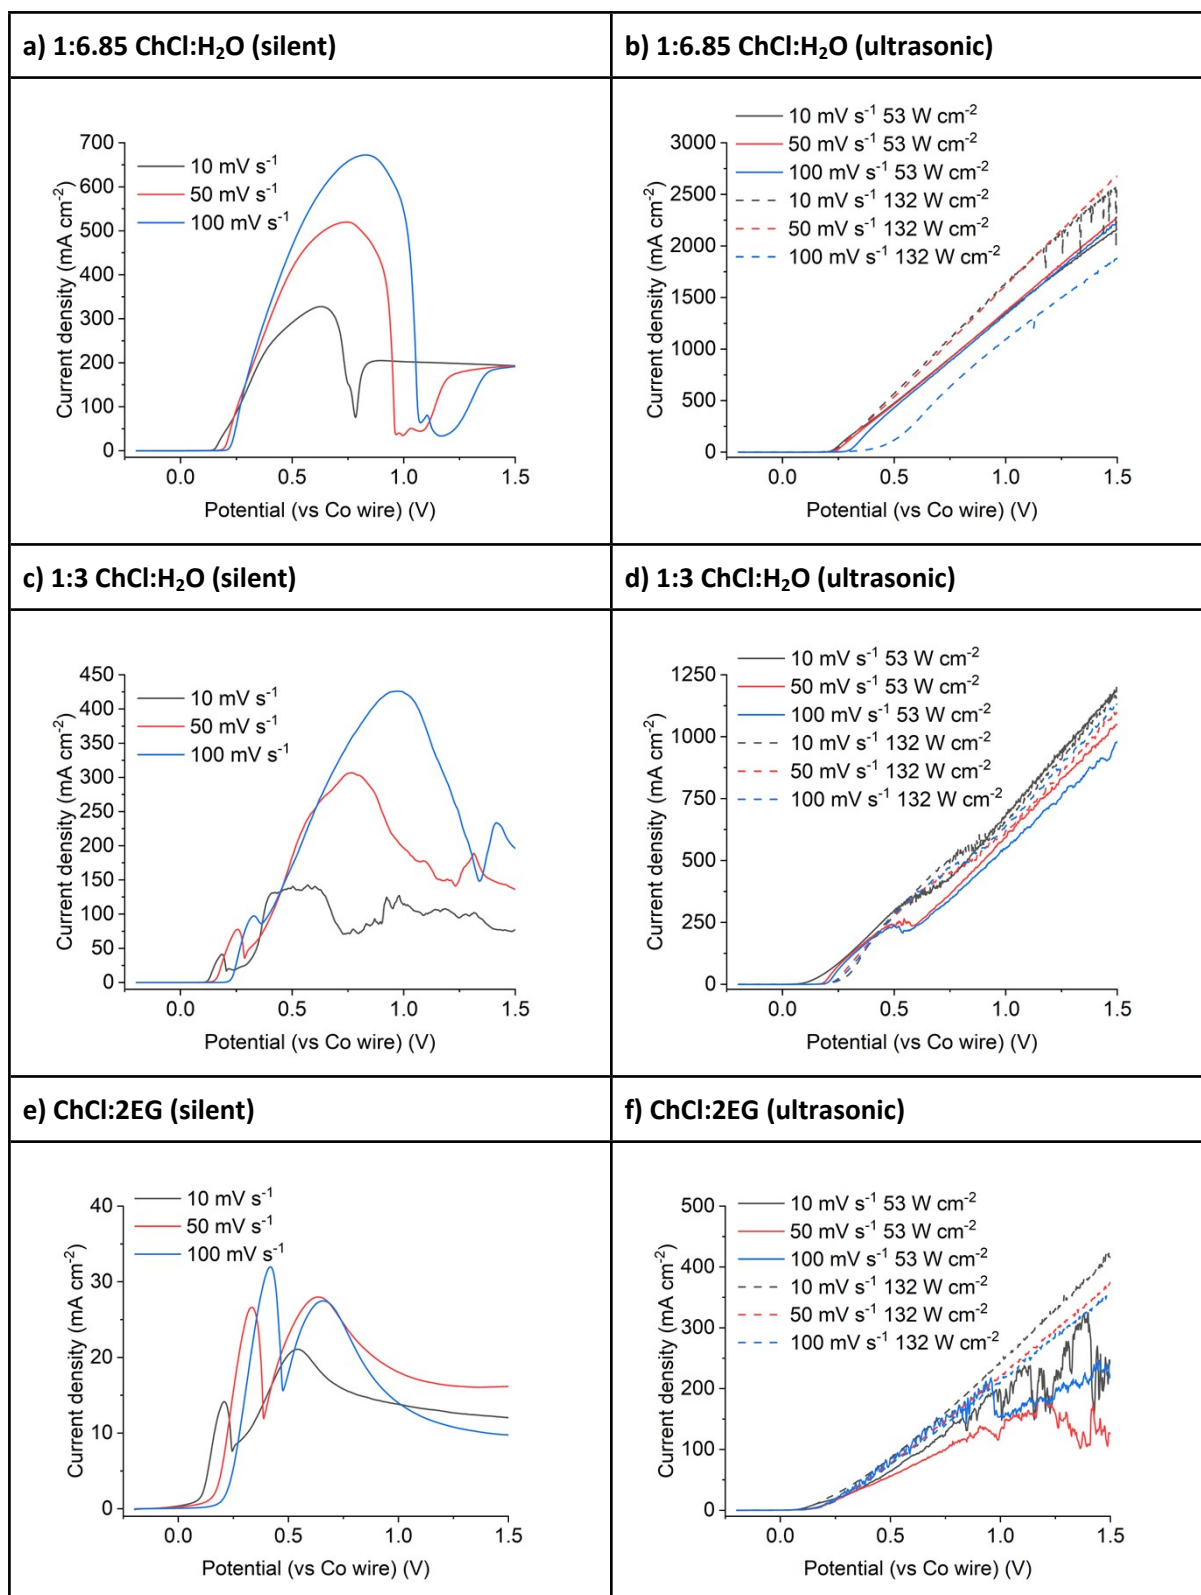 a) 1:6.85 ChCl:H₂O (silent)
b) 1:6.85 ChCl:H₂O (ultrasonic)
700
600
500
400
300
200
100
0
Current density (mA cm⁻²)
10 mV s⁻¹
50 mV s⁻¹
100 mV s⁻¹
0.0 0.5 1.0 1.5
Potential (vs Co wire) (V)
10 mV s⁻¹ 53 W cm⁻²
50 mV s⁻¹ 53 W cm⁻²
100 mV s⁻¹ 53 W cm⁻²
10 mV s⁻¹ 132 W cm⁻²
50 mV s⁻¹ 132 W cm⁻²
100 mV s⁻¹ 132 W cm⁻²
3000
2500
2000
1500
1000
500
0
Current density (mA cm⁻²)
0.0 0.5 1.0 1.5
Potential (vs Co wire) (V)
c) 1:3 ChCl:H₂O (silent)
d) 1:3 ChCl:H₂O (ultrasonic)
450
400
350
300
250
200
150
100
50
0
Current density (mA cm⁻²)
10 mV s⁻¹
50 mV s⁻¹
100 mV s⁻¹
0.0 0.5 1.0 1.5
Potential (vs Co wire) (V)
10 mV s⁻¹ 53 W cm⁻²
50 mV s⁻¹ 53 W cm⁻²
100 mV s⁻¹ 53 W cm⁻²
10 mV s⁻¹ 132 W cm⁻²
50 mV s⁻¹ 132 W cm⁻²
100 mV s⁻¹ 132 W cm⁻²
1250
1000
750
500
250
0
Current density (mA cm⁻²)
0.0 0.5 1.0 1.5
Potential (vs Co wire) (V)
e) ChCl:2EG (silent)
f) ChCl:2EG (ultrasonic)
40
30
20
10
0
Current density (mA cm⁻²)
10 mV s⁻¹
50 mV s⁻¹
100 mV s⁻¹
0.0 0.5 1.0 1.5
Potential (vs Co wire) (V)
10 mV s⁻¹ 53 W cm⁻²
50 mV s⁻¹ 53 W cm⁻²
100 mV s⁻¹ 53 W cm⁻²
10 mV s⁻¹ 132 W cm⁻²
50 mV s⁻¹ 132 W cm⁻²
100 mV s⁻¹ 132 W cm⁻²
500
400
300
200
100
0
Current density (mA cm⁻²)
0.0 0.5 1.0 1.5
Potential (vs Co wire) (V)